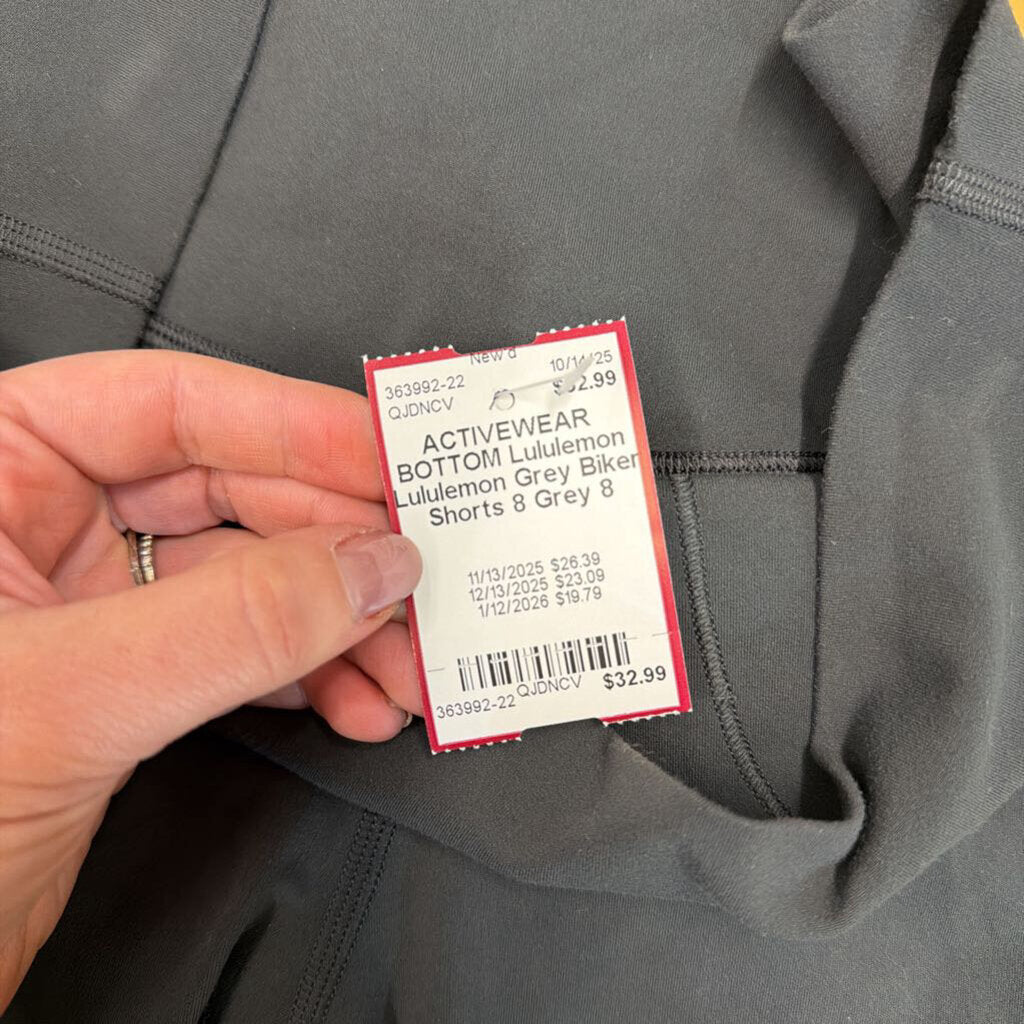 New'd
363992-22 10/14/25
QJDNCV $32.99
ACTIVEWEAR
BOTTOM Lululemon
Lululemon Grey Biker
Shorts 8 Grey 8
11/13/2025 $26.39
12/13/2025 $23.09
1/12/2026 $19.79
363992-22 QJDNCV $32.99